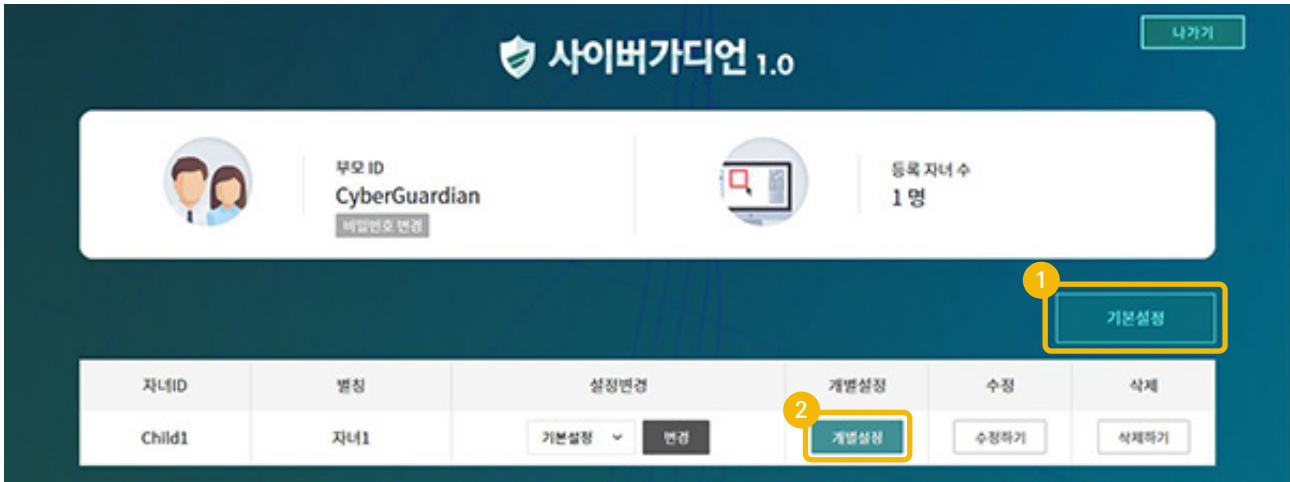 나가기
사이버가디언 1.0
부모 ID
CyberGuardian
비밀번호 변경
등록 자녀 수
1 명
1
기본설정
자녀ID 별칭 설정변경 개별설정 수정 삭제
2
Child1 자녀1 기본설정 변경 개별설정 수정하기 삭제하기